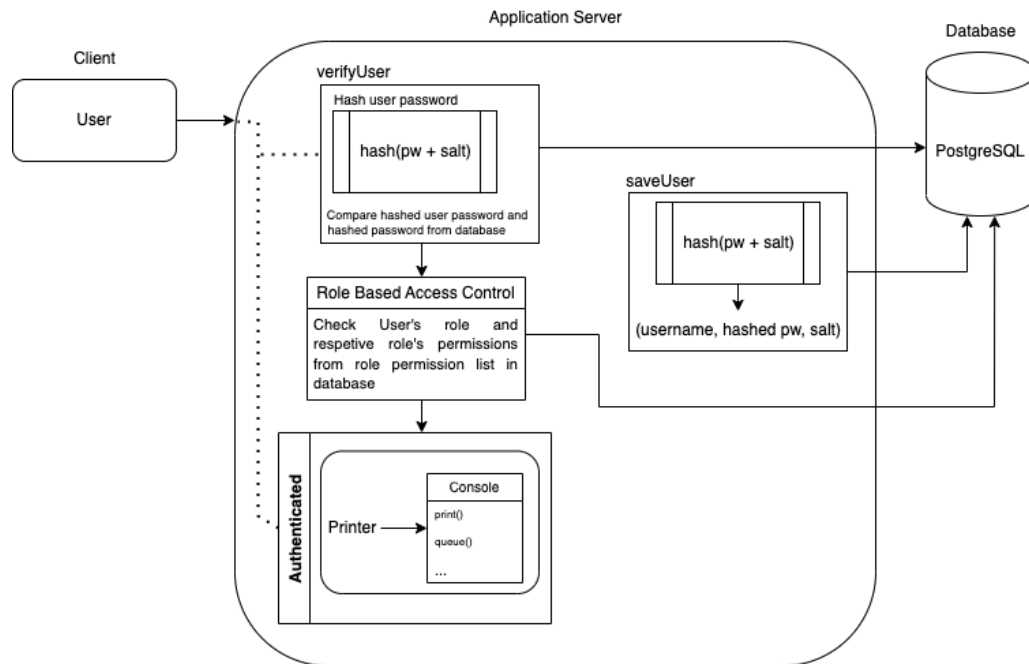 Application Server
Database
Client
User
verifyUser
Hash user password
hash(pw + salt)
Compare hashed user password and
hashed password from database
PostgreSQL
saveUser
hash(pw + salt)
(username, hashed pw, salt)
Role Based Access Control
Check User's role and
respetive role's permissions
from role permission list in
database
Authenticated
Printer
Console
print()
queue()
...